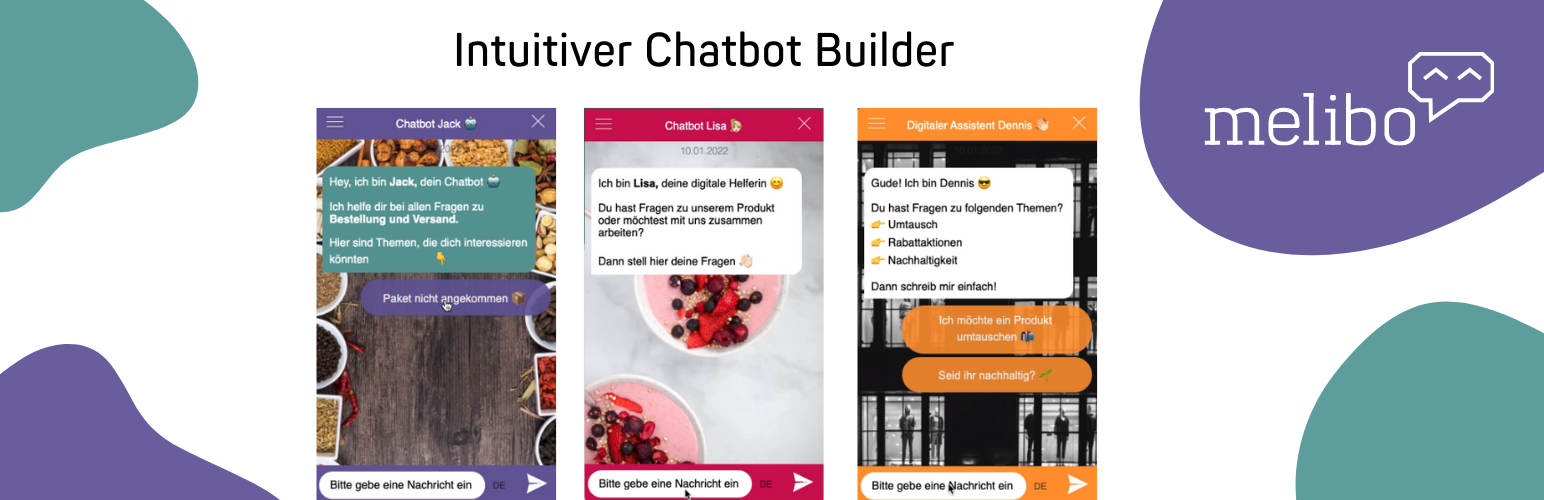 Intuitiver Chatbot Builder
melibo
Chatbot Jack
Hey, ich bin Jack, dein Chatbot
Ich helfe dir bei allen Fragen zu
Bestellung und Versand.
Hier sind Themen, die dich interessieren
könnten
Paket nicht angekommen
Bitte gebe eine Nachricht ein
DE
Chatbot Lisa
10.01.2022
Ich bin Lisa, deine digitale Helferin
Du hast Fragen zu unserem Produkt
oder möchtest mit uns zusammen
arbeiten?
Dann stell hier deine Fragen
Bitte gebe eine Nachricht ein
DE
Digitaler Assistent Dennis
10.01.2022
Gude! Ich bin Dennis
Du hast Fragen zu folgenden Themen?
Umtausch
Rabattaktionen
Nachhaltigkeit
Dann schreib mir einfach!
Ich möchte ein Produkt
umtauschen
Seid ihr nachhaltig?
Bitte gebe eine Nachricht ein
DE